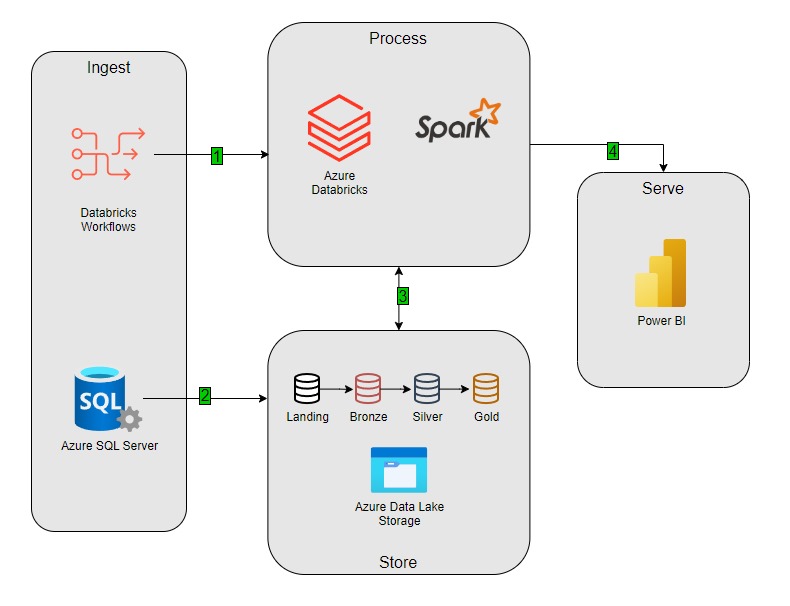 Ingest
Databricks
Workflows
SQL
Azure SQL Server
1
2
Process
Azure
Databricks
Spark
3
Landing
Bronze
Silver
Gold
Azure Data Lake
Storage
Store
4
Serve
Power BI